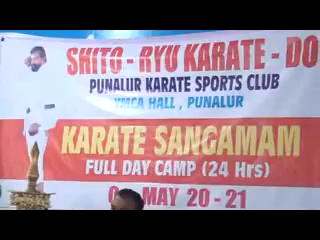 SHITO - RYU KARATE - DO
PUNALUR KARATE SPORTS CLUB
YMCA HALL , PUNALUR
KARATE SANGAMAM
FULL DAY CAMP (24 Hrs)
MAY 20 - 21